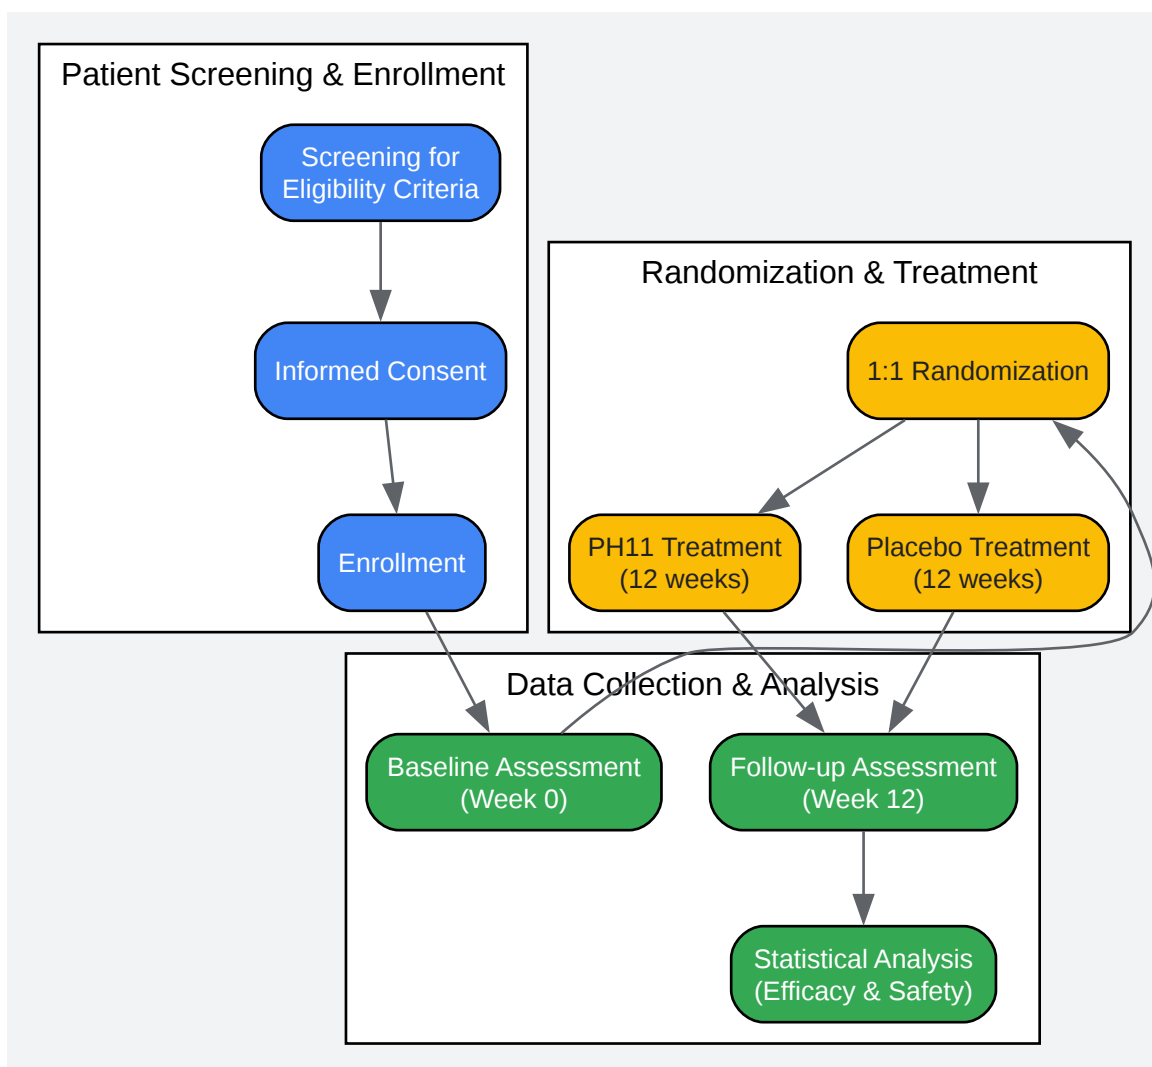 Patient Screening & Enrollment
Screening for
Eligibility Criteria
Informed Consent
Enrollment
Randomization & Treatment
1:1 Randomization
PH11 Treatment
(12 weeks)
Placebo Treatment
(12 weeks)
Data Collection & Analysis
Baseline Assessment
(Week 0)
Follow-up Assessment
(Week 12)
Statistical Analysis
(Efficacy & Safety)